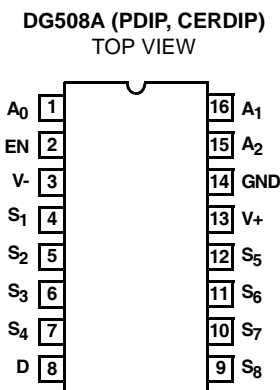 DG508A (PDIP, CERDIP)
TOP VIEW
A0 1 16 A1
EN 2 15 A2
V- 3 14 GND
S1 4 13 V+
S2 5 12 S5
S3 6 11 S6
S4 7 10 S7
D 8 9 S8